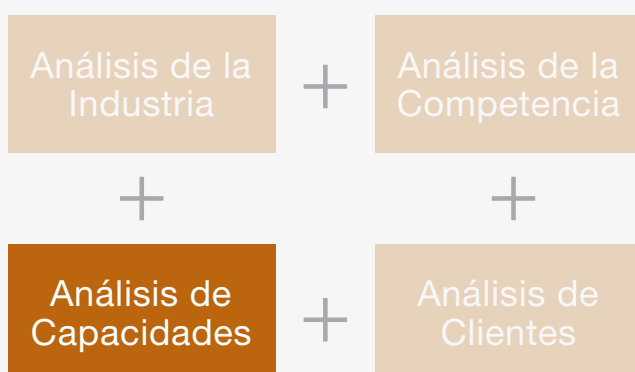 Análisis de la
Industria
+
Análisis de la
Competencia
+
+
Análisis de
Capacidades
+
Análisis de
Clientes